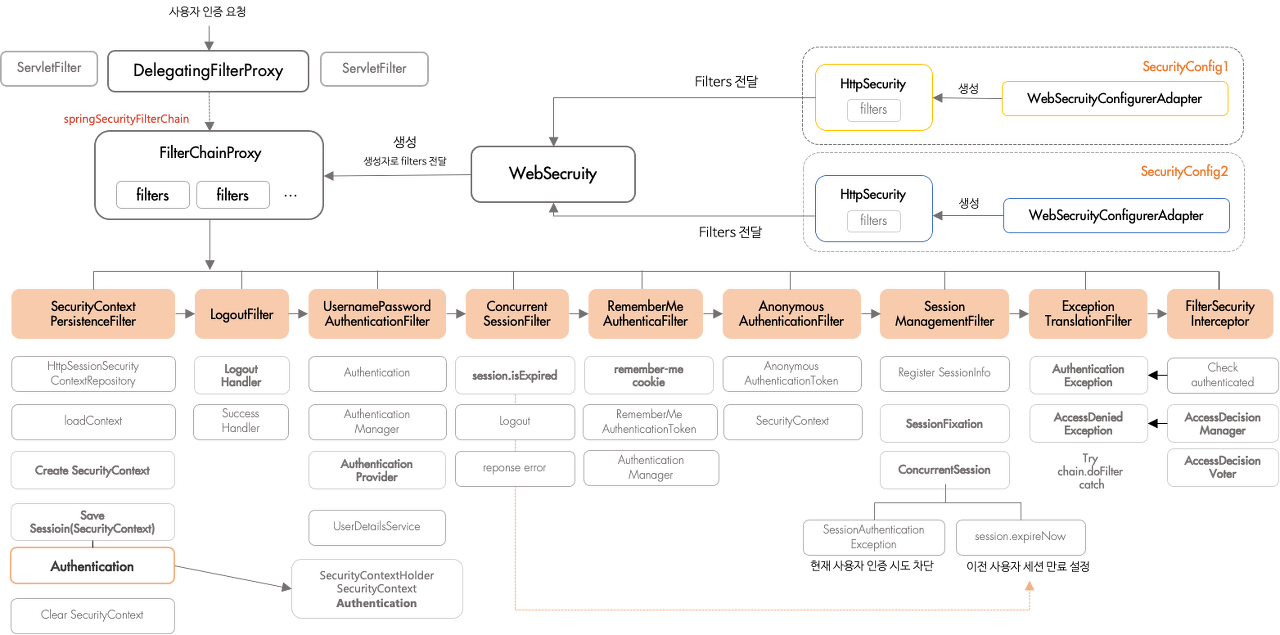 사용자 인증 요청
ServletFilter
DelegatingFilterProxy
ServletFilter
springSecurityFilterChain
FilterChainProxy
filters
filters
...
생성
생성자로 filters 전달
WebSecruity
Filters 전달
Filters 전달
SecurityConfig1
HttpSecurity
filters
생성
WebSecruityConfigurerAdapter
SecurityConfig2
HttpSecurity
filters
생성
WebSecruityConfigurerAdapter
SecurityContext
PersistenceFilter
LogoutFilter
UsernamePassword
AuthenticationFilter
Concurrent
SessionFilter
RememberMe
AuthenticaFilter
Anonymous
AuthenticationFilter
Session
ManagementFilter
Exception
TranslationFilter
FilterSecurity
Interceptor
HttpSessionSecurity
ContextRepository
loadContext
Create SecurityContext
Save
Sessioin(SecurityContext)
Authentication
Clear SecurityContext
Logout
Handler
Success
Handler
Authentication
Authentication
Manager
Authentication
Provider
UserDetailsService
SecurityContextHolder
SecurityContext
Authentication
session.isExpired
Logout
reponse error
remember-me
cookie
RememberMe
AuthenticationToken
Authentication
Manager
Anonymous
AuthenticationToken
SecurityContext
Register SessionInfo
SessionFixation
ConcurrentSession
SessionAuthentication
Exception
현재 사용자 인증 시도 차단
session.expireNow
이전 사용자 세션 만료 설정
Authentication
Exception
AccessDenied
Exception
Try
chain.doFilter
catch
Check
authenticated
AccessDecision
Manager
AccessDecision
Voter